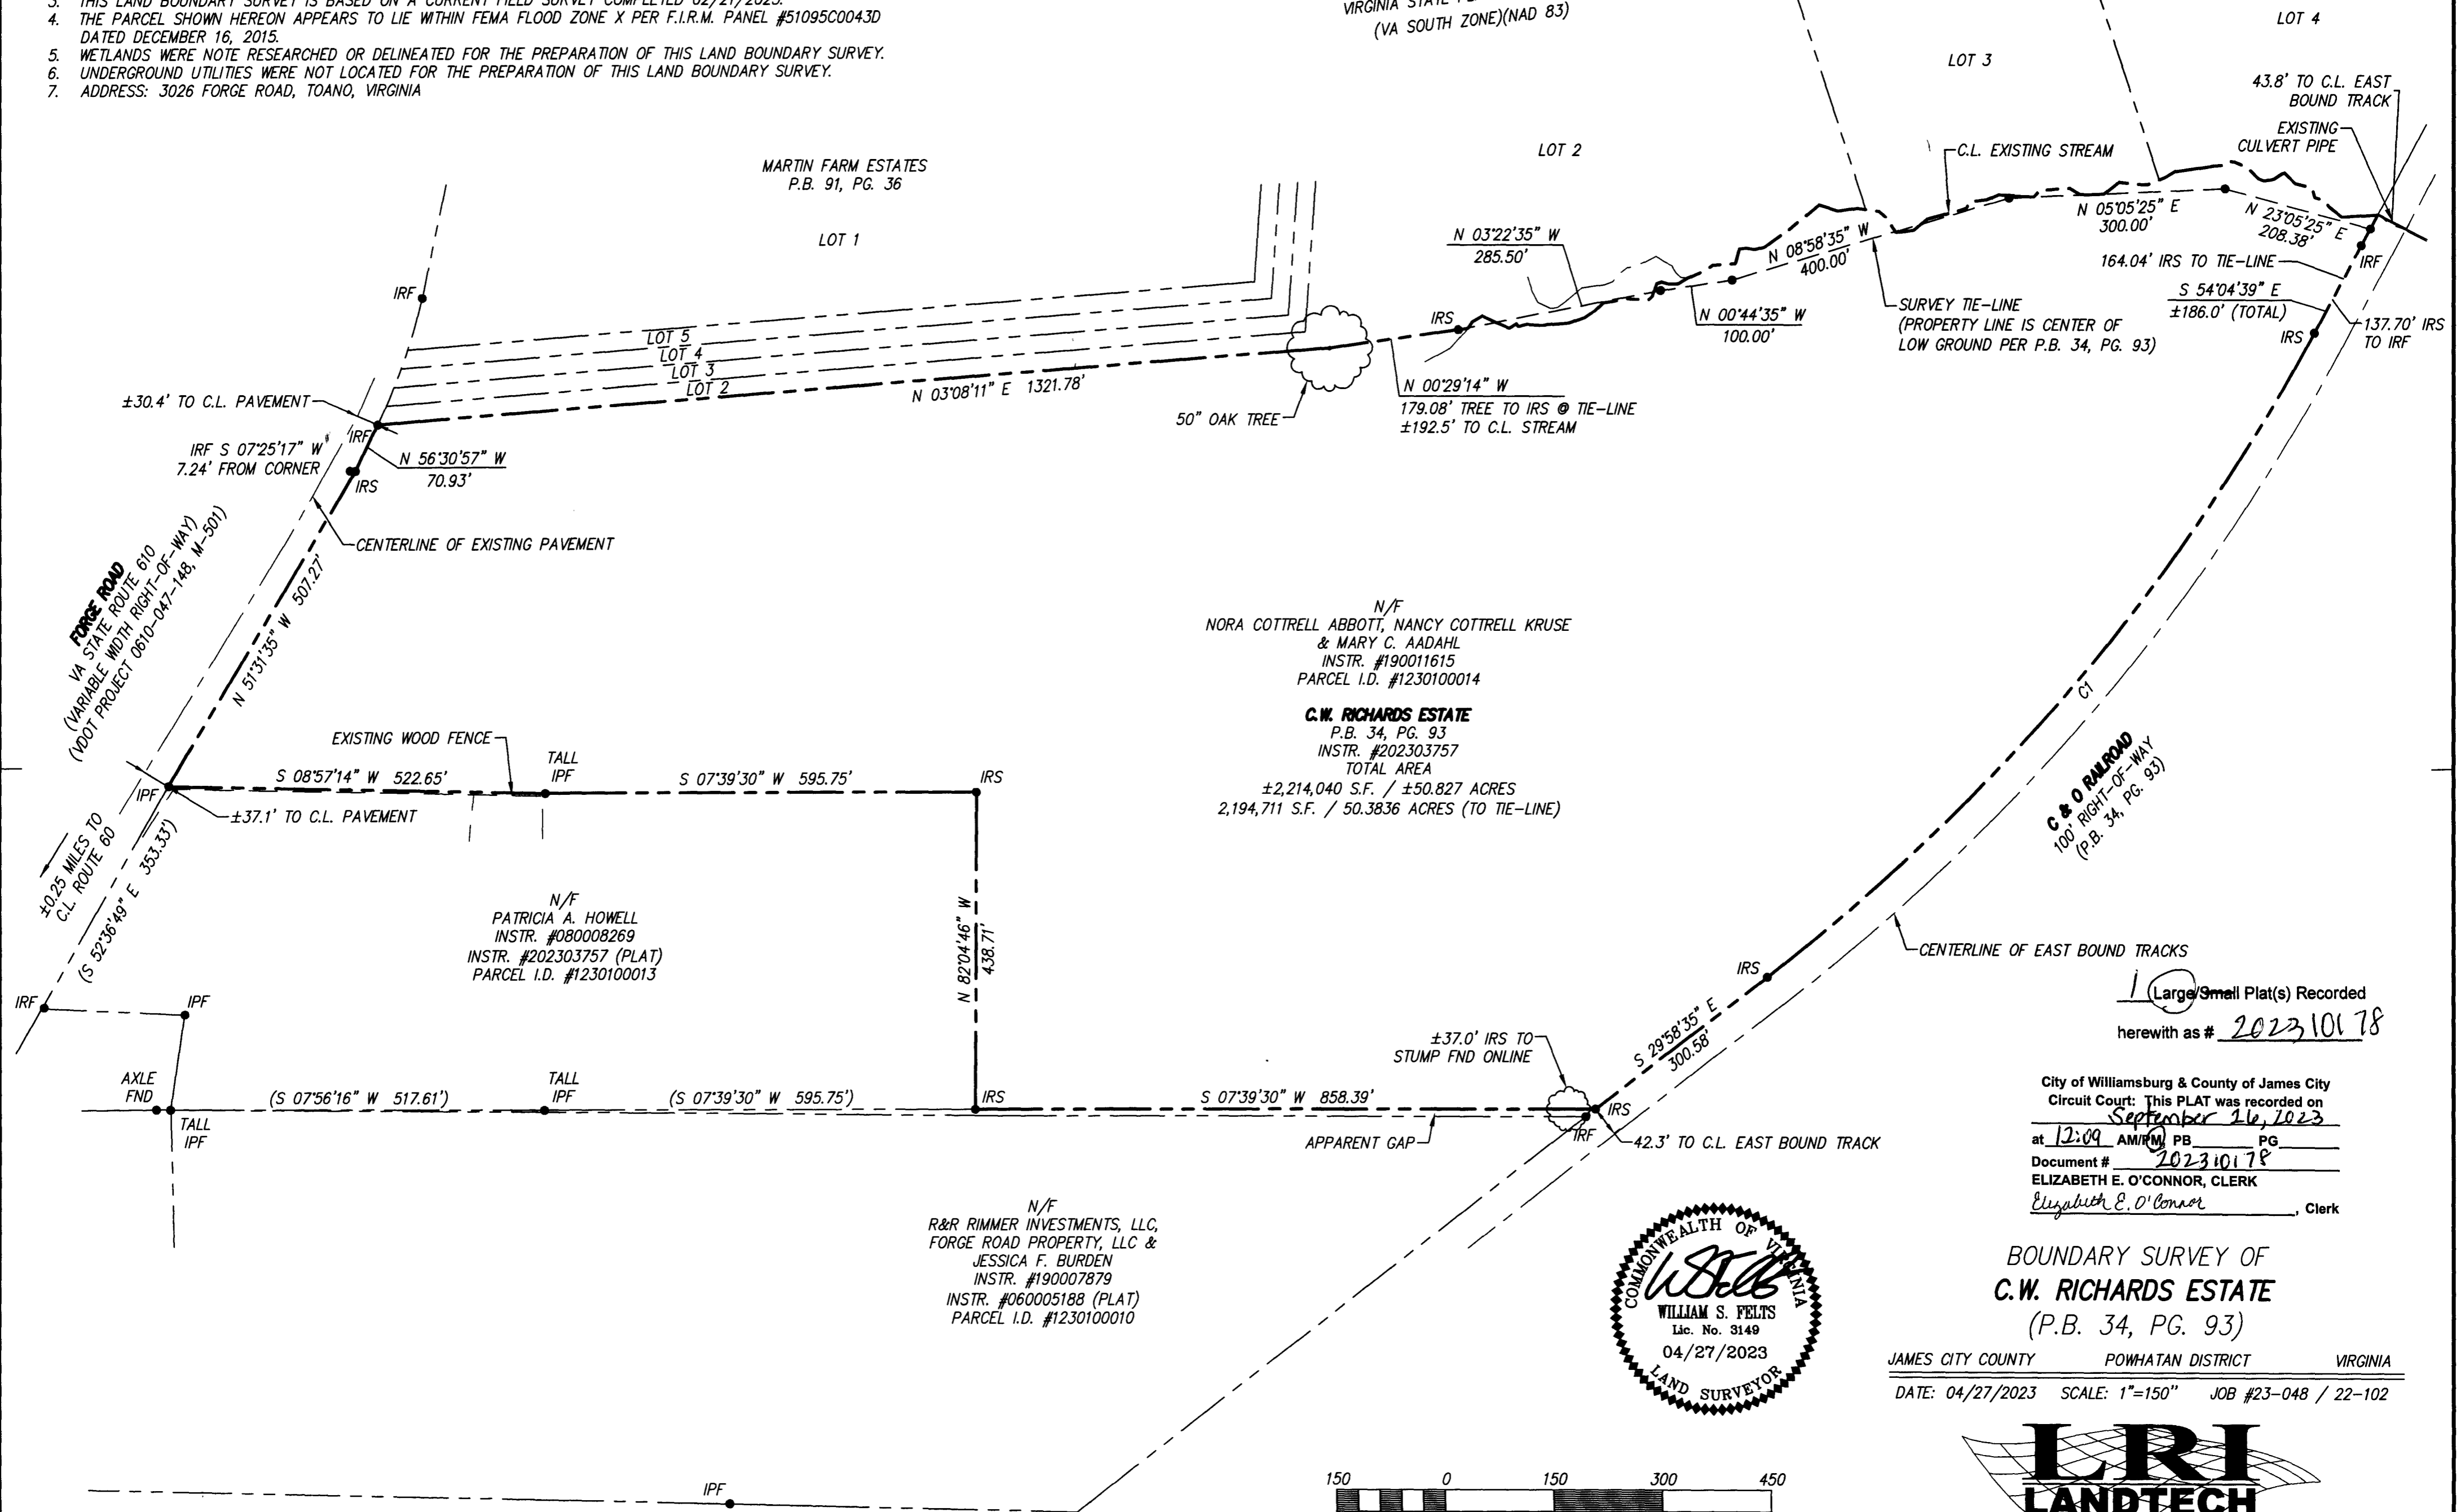 3. THIS LAND BOUNDARY SURVEY IS BASED ON A CURRENT FIELD SURVEY COMPLETED 02/21/2023.
4. THE PARCEL SHOWN HEREON APPEARS TO LIE WITHIN FEMA FLOOD ZONE X PER F.I.R.M. PANEL #51095C0043D
DATED DECEMBER 16, 2015.
5. WETLANDS WERE NOTE RESEARCHED OR DELINEATED FOR THE PREPARATION OF THIS LAND BOUNDARY SURVEY.
6. UNDERGROUND UTILITIES WERE NOT LOCATED FOR THE PREPARATION OF THIS LAND BOUNDARY SURVEY.
7. ADDRESS: 3026 FORGE ROAD, TOANO, VIRGINIA
VIRGINIA STATE
(VA SOUTH ZONE)(NAD 83)
LOT 4
LOT 3
43.8' TO C.L. EAST
BOUND TRACK
EXISTING
CULVERT PIPE
LOT 2
C.L. EXISTING STREAM
MARTIN FARM ESTATES
P.B. 91, PG. 36
LOT 1
N 03°22'35" W
285.50'
N 08°58'35" W
400.00'
N 05°05'25" E
300.00'
N 23°05'25" E
208.38'
164.04' IRS TO TIE-LINE
IRF
S 54°04'39" E
±186.0' (TOTAL)
137.70' IRS
TO IRF
IRS
IRF
IRS
N 00°44'35" W
100.00'
SURVEY TIE-LINE
(PROPERTY LINE IS CENTER OF
LOW GROUND PER P.B. 34, PG. 93)
LOT 5
LOT 4
LOT 3
LOT 2
N 03°08'11" E 1321.78'
50" OAK TREE
N 00°29'14" W
179.08' TREE TO IRS @ TIE-LINE
±192.5' TO C.L. STREAM
±30.4' TO C.L. PAVEMENT
IRF
IRF S 07°25'17" W
7.24' FROM CORNER
N 56°30'57" W
70.93'
IRS
CENTERLINE OF EXISTING PAVEMENT
FORGE ROAD
VA STATE ROUTE 610
(VARIABLE WIDTH RIGHT-OF-WAY)
(VDOT PROJECT 0610-047-148, M-501)
N 51°31'35" W 507.27'
N/F
NORA COTTRELL ABBOTT, NANCY COTTRELL KRUSE
& MARY C. AADAHL
INSTR. #190011615
PARCEL I.D. #1230100014
C.W. RICHARDS ESTATE
P.B. 34, PG. 93
INSTR. #202303757
TOTAL AREA
±2,214,040 S.F. / ±50.827 ACRES
2,194,711 S.F. / 50.3836 ACRES (TO TIE-LINE)
C1
C & O RAILROAD
100' RIGHT-OF-WAY
(P.B. 34, PG. 93)
EXISTING WOOD FENCE
TALL
IPF
S 08°57'14" W 522.65'
S 07°39'30" W 595.75'
IRS
IPF
±37.1' TO C.L. PAVEMENT
±0.25 MILES TO
C.L. ROUTE 60
(S 52°36'49" E 353.33')
N/F
PATRICIA A. HOWELL
INSTR. #080008269
INSTR. #202303757 (PLAT)
PARCEL I.D. #1230100013
N 82°04'46" W
438.71'
CENTERLINE OF EAST BOUND TRACKS
IRS
S 29°58'35" E
300.58'
±37.0' IRS TO
STUMP FND ONLINE
IRF
IPF
AXLE
FND
TALL
IPF
(S 07°56'16" W 517.61')
TALL
IPF
(S 07°39'30" W 595.75')
IRS
S 07°39'30" W 858.39'
IRS
IRF
APPARENT GAP
42.3' TO C.L. EAST BOUND TRACK
N/F
R&R RIMMER INVESTMENTS, LLC,
FORGE ROAD PROPERTY, LLC &
JESSICA F. BURDEN
INSTR. #190007879
INSTR. #060005188 (PLAT)
PARCEL I.D. #1230100010
1 Large/Small Plat(s) Recorded
herewith as # 202310178
City of Williamsburg & County of James City
Circuit Court: This PLAT was recorded on
September 26, 2023
at 12:09 AM/PM, PB PG
Document # 202310178
ELIZABETH E. O'CONNOR, CLERK
Elizabeth E. O'Connor, Clerk
COMMONWEALTH OF VIRGINIA
WILLIAM S. FELTS
Lic. No. 3149
04/27/2023
LAND SURVEYOR
BOUNDARY SURVEY OF
C.W. RICHARDS ESTATE
(P.B. 34, PG. 93)
JAMES CITY COUNTY POWHATAN DISTRICT VIRGINIA
DATE: 04/27/2023 SCALE: 1"=150" JOB #23-048 / 22-102
IPF
150 0 150 300 450
LRI
LANDTECH